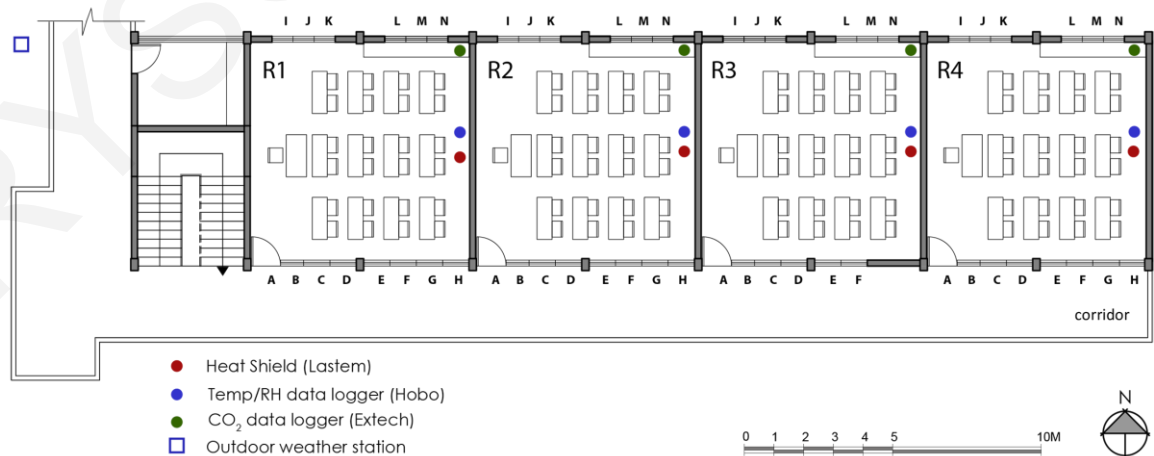 I J K L M N I J K L M N I J K L M N I J K L M N
R1 R2 R3 R4
A B C D E F G H A B C D E F G H A B C D E F A B C D E F G H
corridor
Heat Shield (Lastem)
Temp/RH data logger (Hobo)
CO₂ data logger (Extech)
Outdoor weather station
N
0 1 2 3 4 5 10M